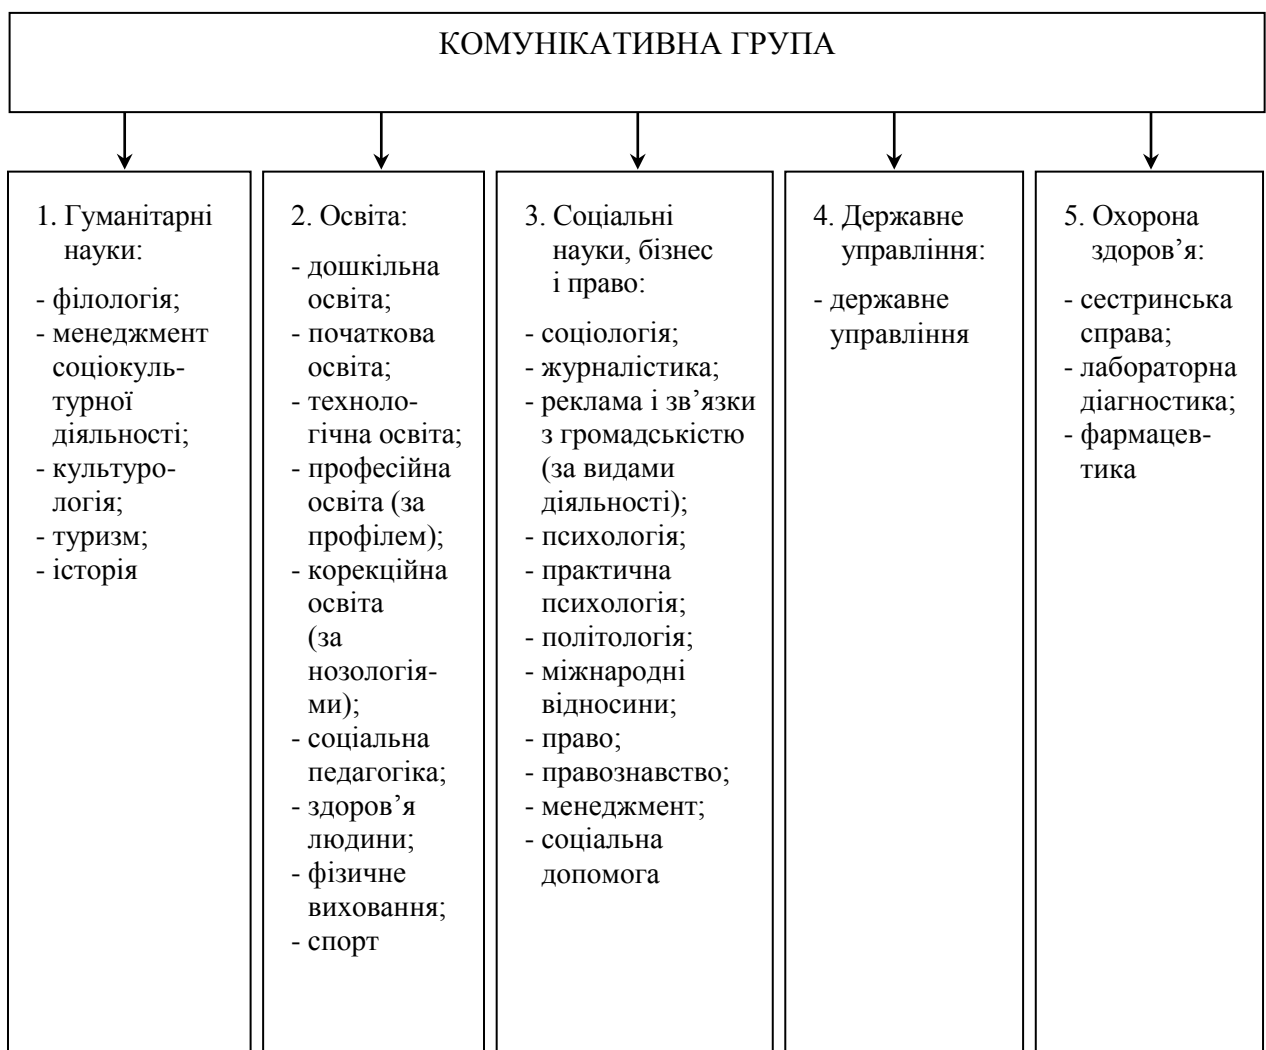 КОМУНІКАТИВНА ГРУПА
1. Гуманітарні
науки:
- філологія;
- менеджмент
соціокуль-
турної
діяльності;
- культуро-
логія;
- туризм;
- історія
2. Освіта:
- дошкільна
освіта;
- початкова
освіта;
- техноло-
гічна освіта;
- професійна
освіта (за
профілем);
- корекційна
освіта
(за
нозологія-
ми);
- соціальна
педагогіка;
- здоров’я
людини;
- фізичне
виховання;
- спорт
3. Соціальні
науки, бізнес
і право:
- соціологія;
- журналістика;
- реклама і зв’язки
з громадськістю
(за видами
діяльності);
- психологія;
- практична
психологія;
- політологія;
- міжнародні
відносини;
- право;
- правознавство;
- менеджмент;
- соціальна
допомога
4. Державне
управління:
- державне
управління
5. Охорона
здоров’я:
- сестринська
справа;
- лабораторна
діагностика;
- фармацев-
тика